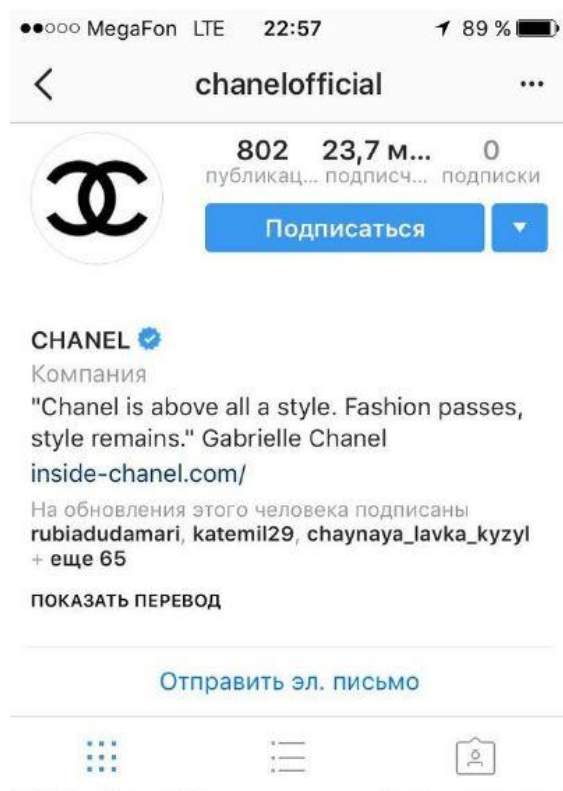 MegaFon LTE 22:57 89 %
chanelofficial
802 23,7 м... 0
публикац... подписч... подписки
Подписаться
CHANEL
Компания
"Chanel is above all a style. Fashion passes,
style remains." Gabrielle Chanel
inside-chanel.com/
На обновления этого человека подписаны
rubiadudamari, katemil29, chaynaya_lavka_kyzyl
+ еще 65
ПОКАЗАТЬ ПЕРЕВОД
Отправить эл. письмо